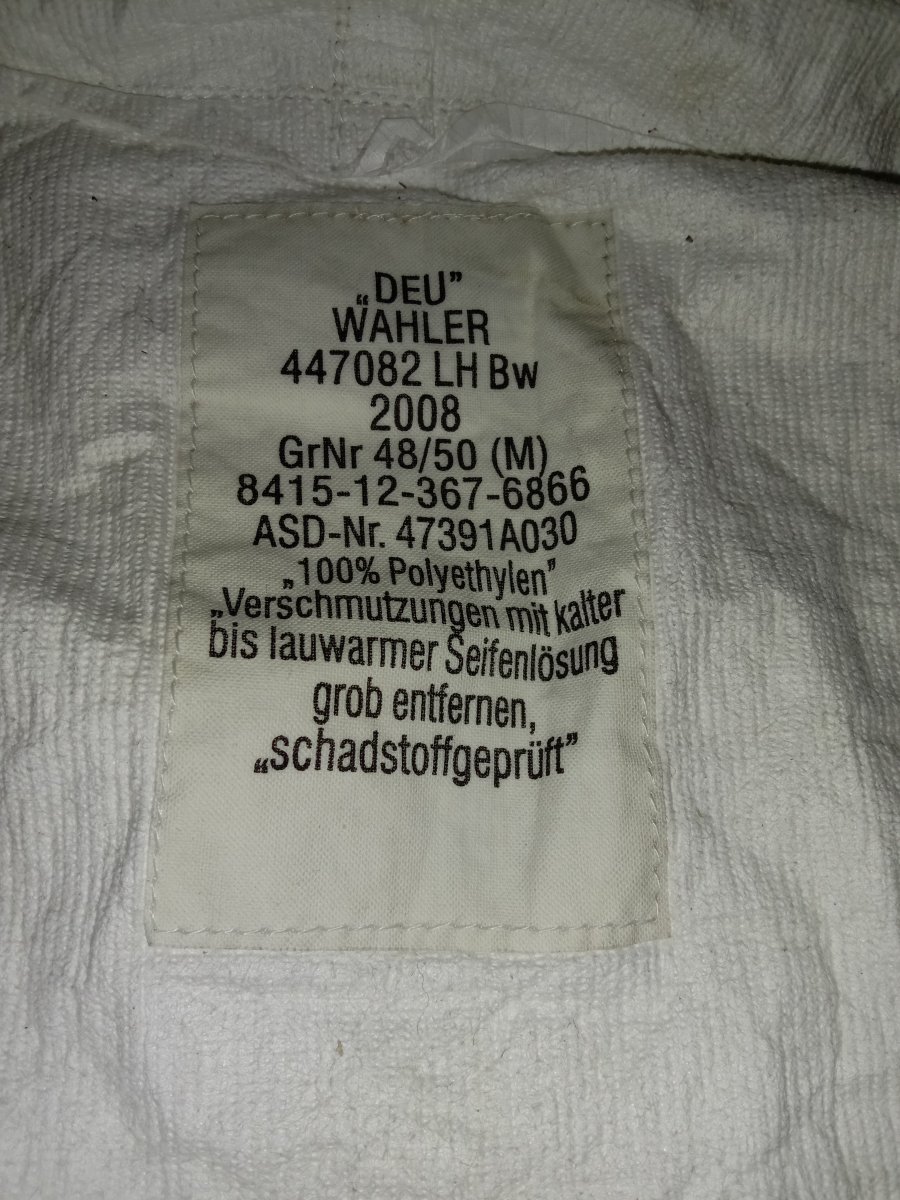 „DEU”
WAHLER
447082 LH Bw
2008
GrNr 48/50 (M)
8415-12-367-6866
ASD-Nr. 47391A030
„100% Polyethylen”
„Verschmutzungen mit kalter
bis lauwarmer Seifenlösung
grob entfernen,
„schadstoffgeprüft”